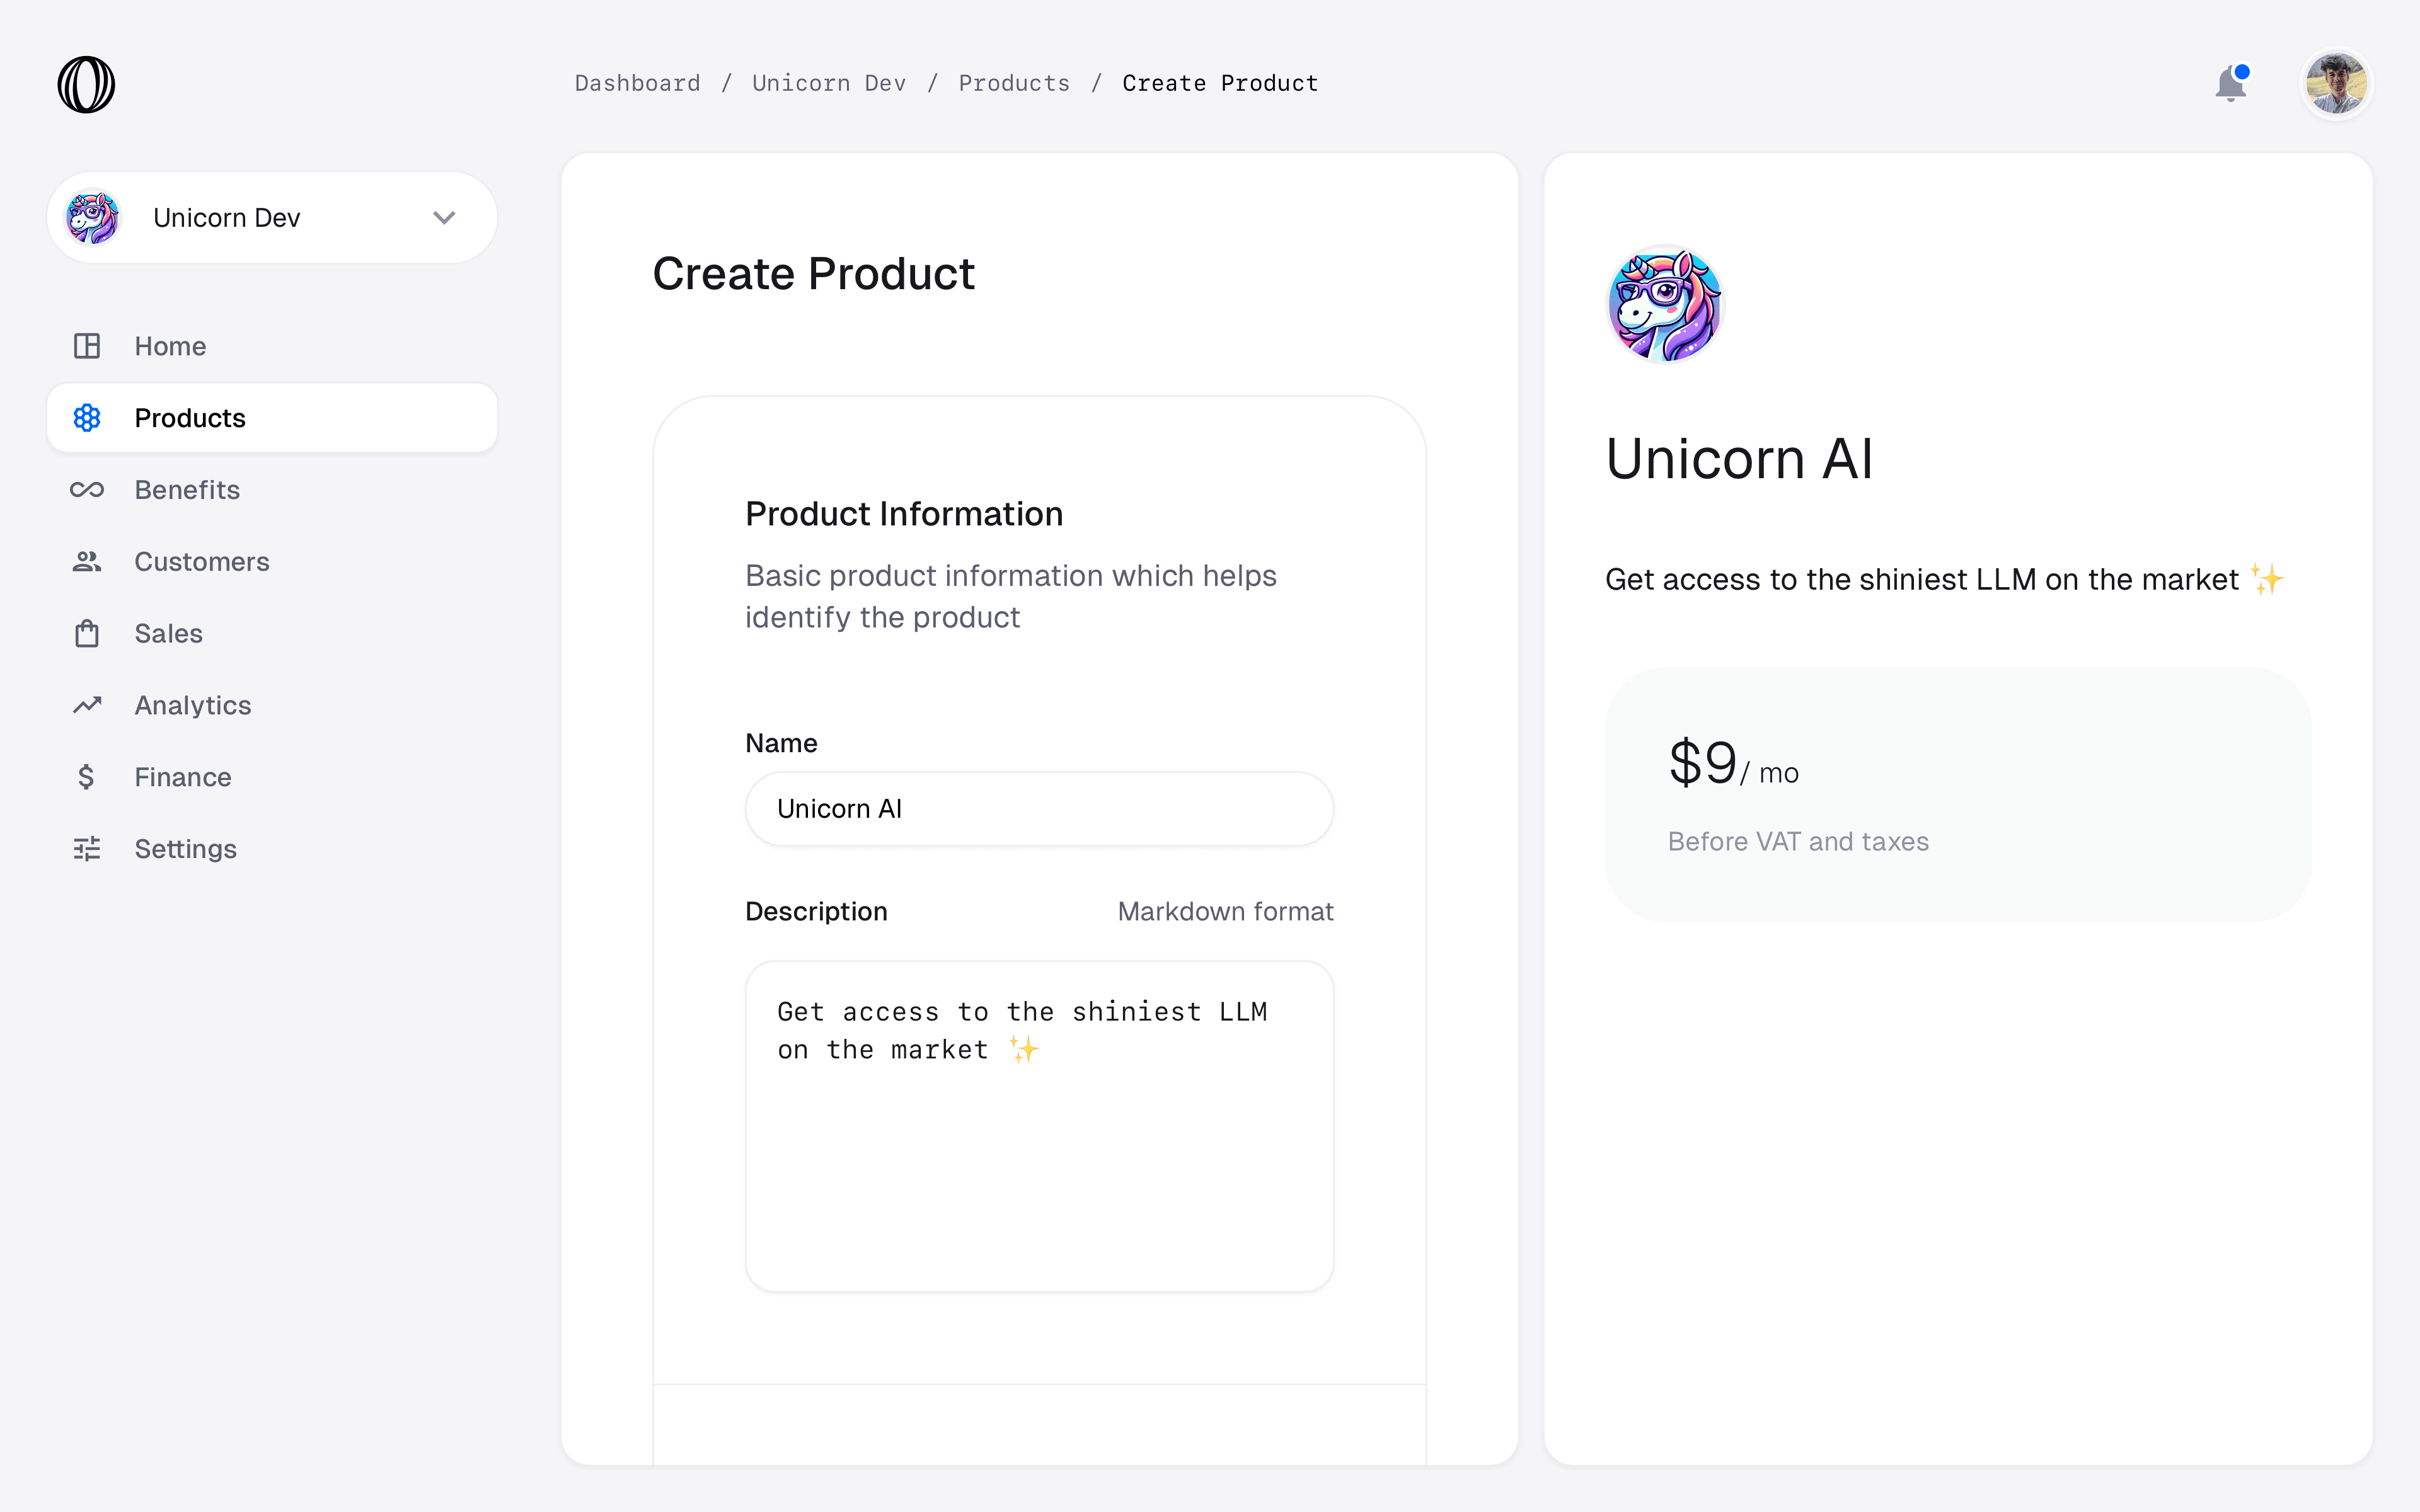 Dashboard / Unicorn Dev / Products / Create Product
Unicorn Dev
Home
Products
Benefits
Customers
Sales
Analytics
Finance
Settings
Create Product
Product Information
Basic product information which helps
identify the product
Name
Unicorn AI
Description
Markdown format
Get access to the shiniest LLM
on the market ✨
Unicorn AI
Get access to the shiniest LLM on the market ✨
$9/ mo
Before VAT and taxes